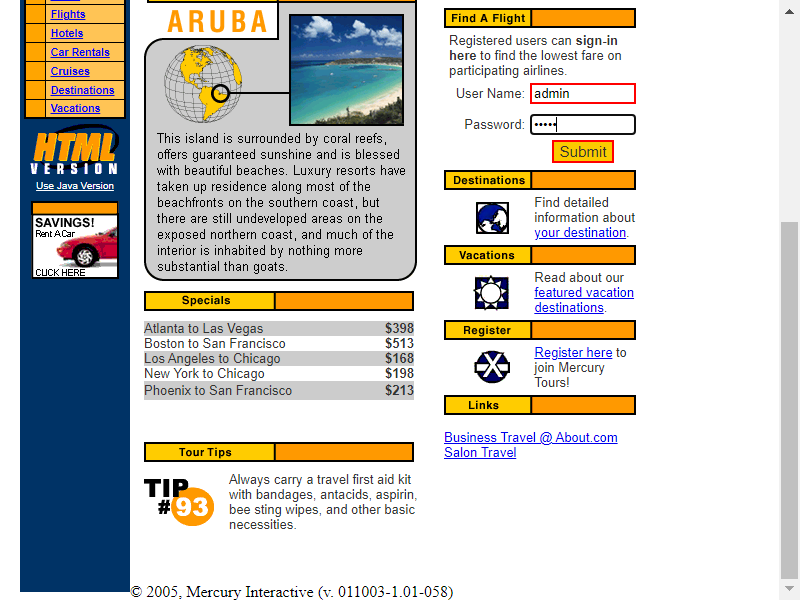 Flights
Hotels
Car Rentals
Cruises
Destinations
Vacations
HTML
VERSION
Use Java Version
SAVINGS!
Rent A Car
CLICK HERE
ARUBA
This island is surrounded by coral reefs,
offers guaranteed sunshine and is blessed
with beautiful beaches. Luxury resorts have
taken up residence along most of the
beachfronts on the southern coast, but
there are still undeveloped areas on the
exposed northern coast, and much of the
interior is inhabited by nothing more
substantial than goats.
Specials
Atlanta to Las Vegas $398
Boston to San Francisco $513
Los Angeles to Chicago $168
New York to Chicago $198
Phoenix to San Francisco $213
Tour Tips
TIP
#93
Always carry a travel first aid kit
with bandages, antacids, aspirin,
bee sting wipes, and other basic
necessities.
Find A Flight
Registered users can sign-in
here to find the lowest fare on
participating airlines.
User Name: admin
Password: •••••
Submit
Destinations
Find detailed
information about
your destination.
Vacations
Read about our
featured vacation
destinations.
Register
Register here to
join Mercury
Tours!
Links
Business Travel @ About.com
Salon Travel
© 2005, Mercury Interactive (v. 011003-1.01-058)